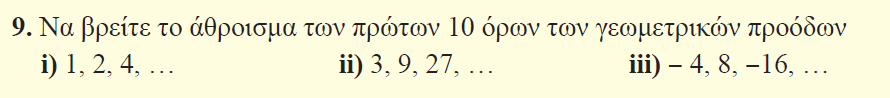 9. Να βρείτε το άθροισμα των πρώτων 10 όρων των γεωμετρικών προόδων
i) 1, 2, 4, … ii) 3, 9, 27, … iii) – 4, 8, –16, …